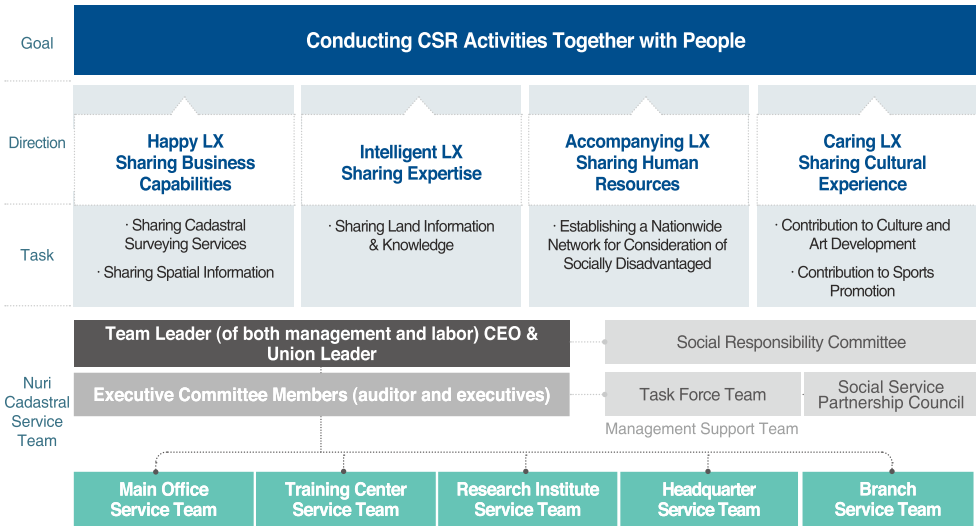 Goal
Conducting CSR Activities Together with People
Direction
Happy LX
Sharing Business
Capabilities
Intelligent LX
Sharing Expertise
Accompanying LX
Sharing Human
Resources
Caring LX
Sharing Cultural
Experience
Task
· Sharing Cadastral
Surveying Services
· Sharing Spatial Information
· Sharing Land Information
& Knowledge
· Establishing a Nationwide
Network for Consideration of
Socially Disadvantaged
· Contribution to Culture and
Art Development
· Contribution to Sports
Promotion
Nuri
Cadastral
Service
Team
Team Leader (of both management and labor) CEO &
Union Leader
Social Responsibility Committee
Executive Committee Members (auditor and executives)
Task Force Team
Social Service
Partnership Council
Management Support Team
Main Office
Service Team
Training Center
Service Team
Research Institute
Service Team
Headquarter
Service Team
Branch
Service Team